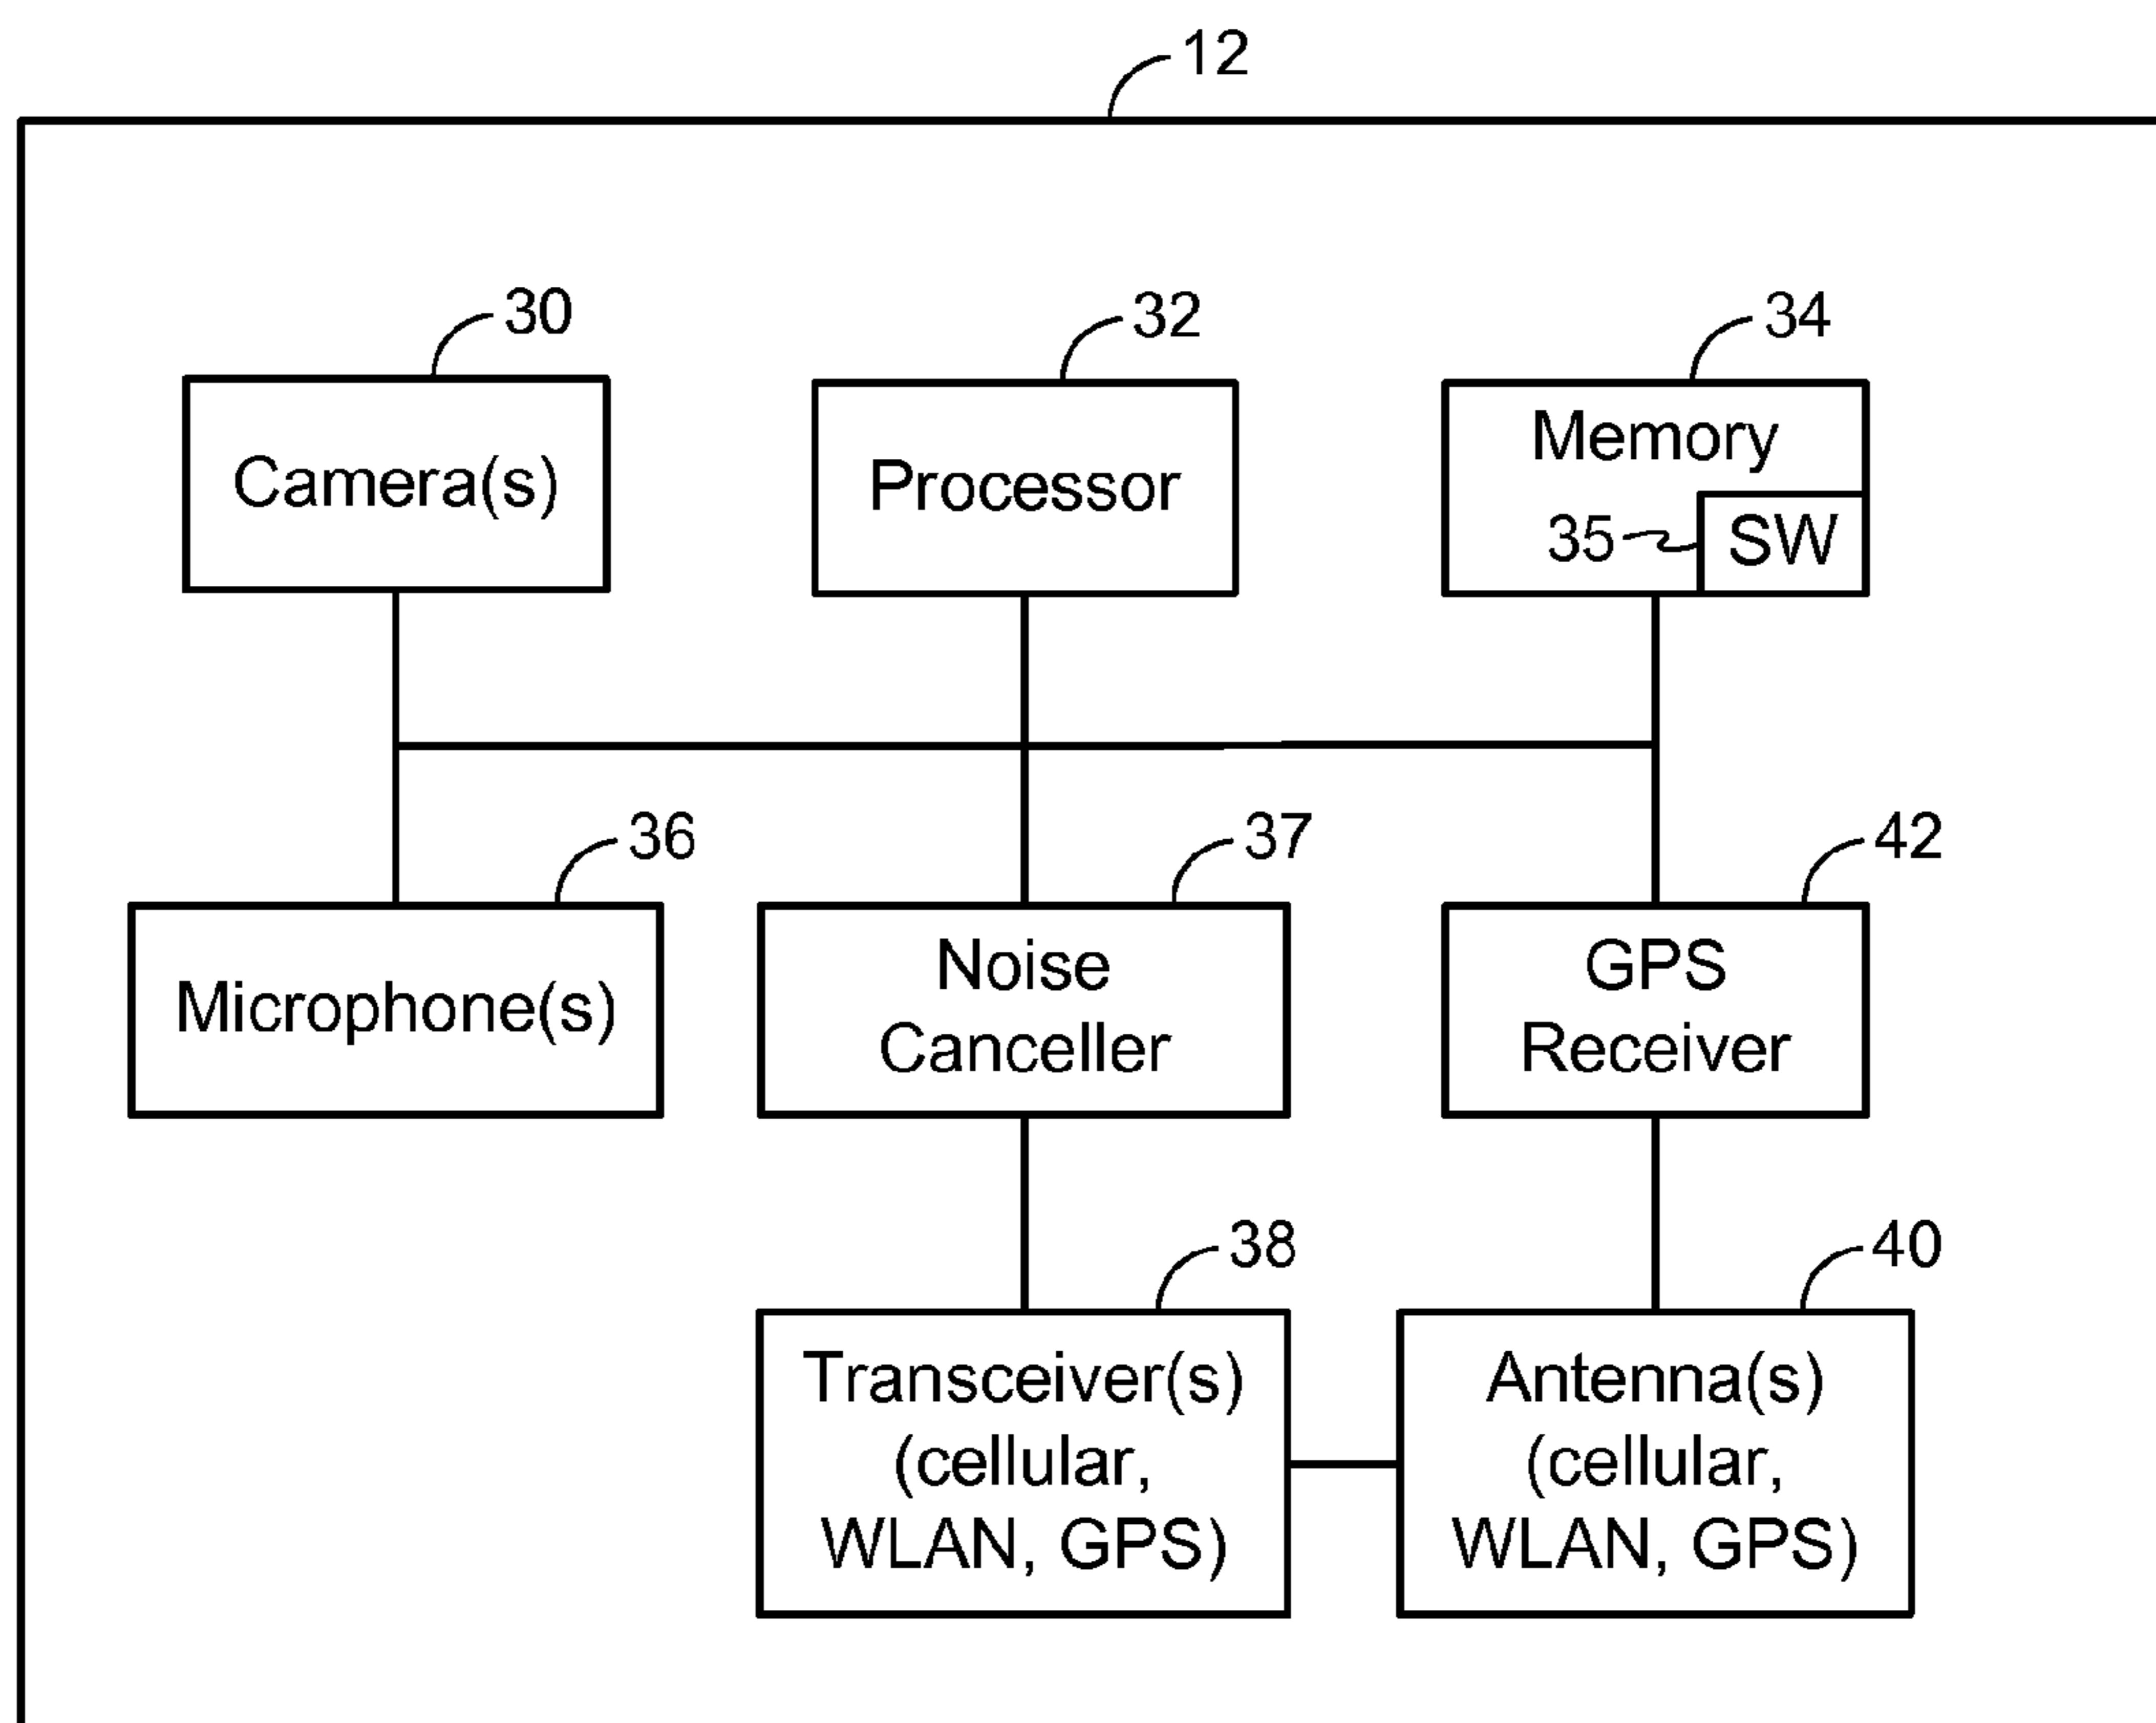 12
30
32
34
Camera(s)
Processor
Memory
35
SW
36
37
42
Microphone(s)
Noise
Canceller
GPS
Receiver
38
40
Transceiver(s)
(cellular,
WLAN, GPS)
Antenna(s)
(cellular,
WLAN, GPS)